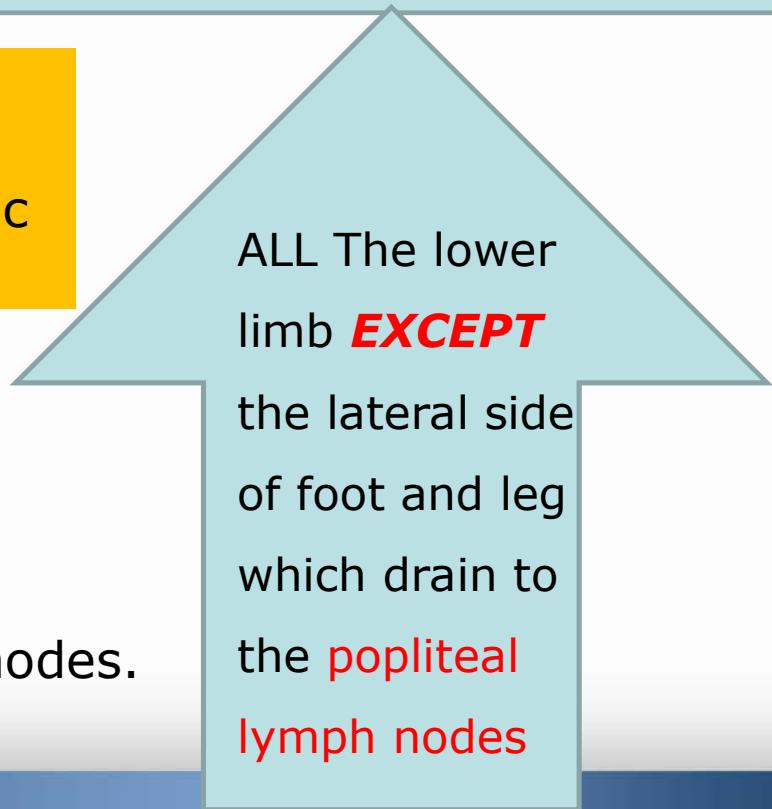 c
ALL The lower
limb EXCEPT
the lateral side
of foot and leg
which drain to
the popliteal
nodes.
lymph nodes